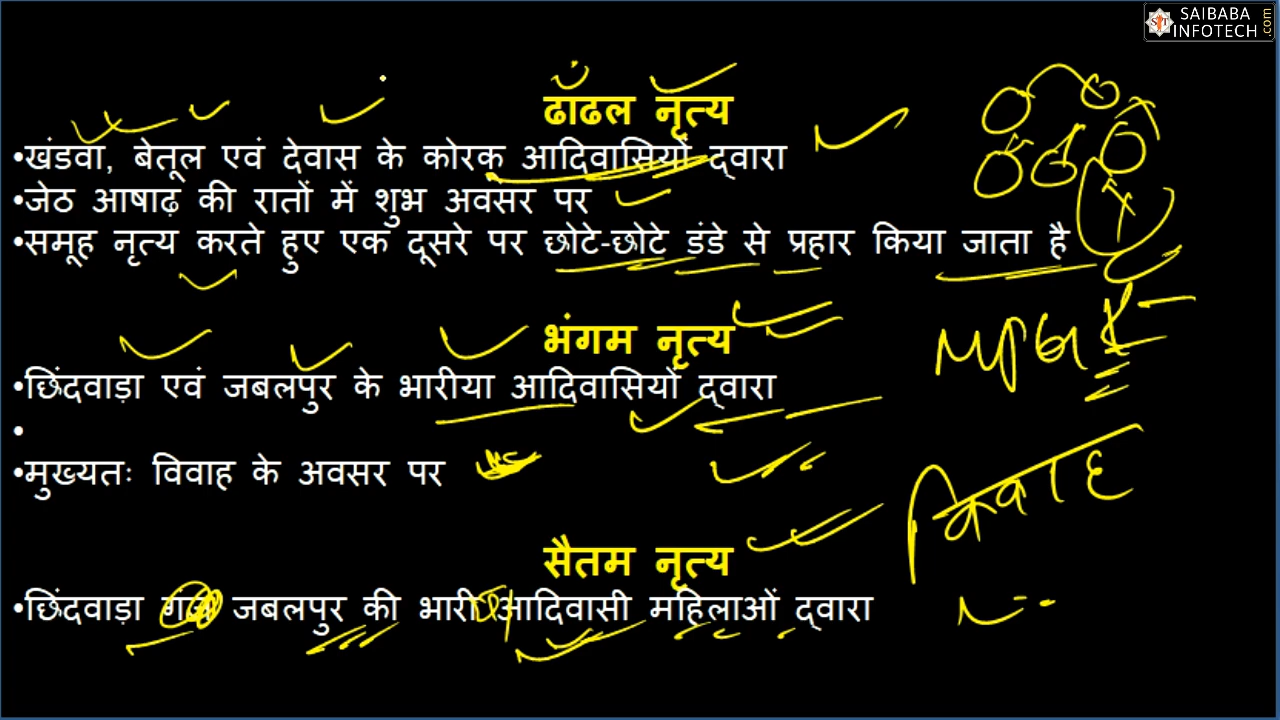 SAIBABA
INFOTECH .com
ढाँढल नृत्य
•खंडवा, बेतूल एवं देवास के कोरक आदिवासियों द्वारा
•जेठ आषाढ़ की रातों में शुभ अवसर पर
•समूह नृत्य करते हुए एक दूसरे पर छोटे-छोटे डंडे से प्रहार किया जाता है
भंगम नृत्य
•छिंदवाड़ा एवं जबलपुर के भारीया आदिवासियों द्वारा
•
•मुख्यतः विवाह के अवसर पर
विवाह
सैतम नृत्य
•छिंदवाड़ा जबलपुर की आदिवासी महिलाओं द्वारा